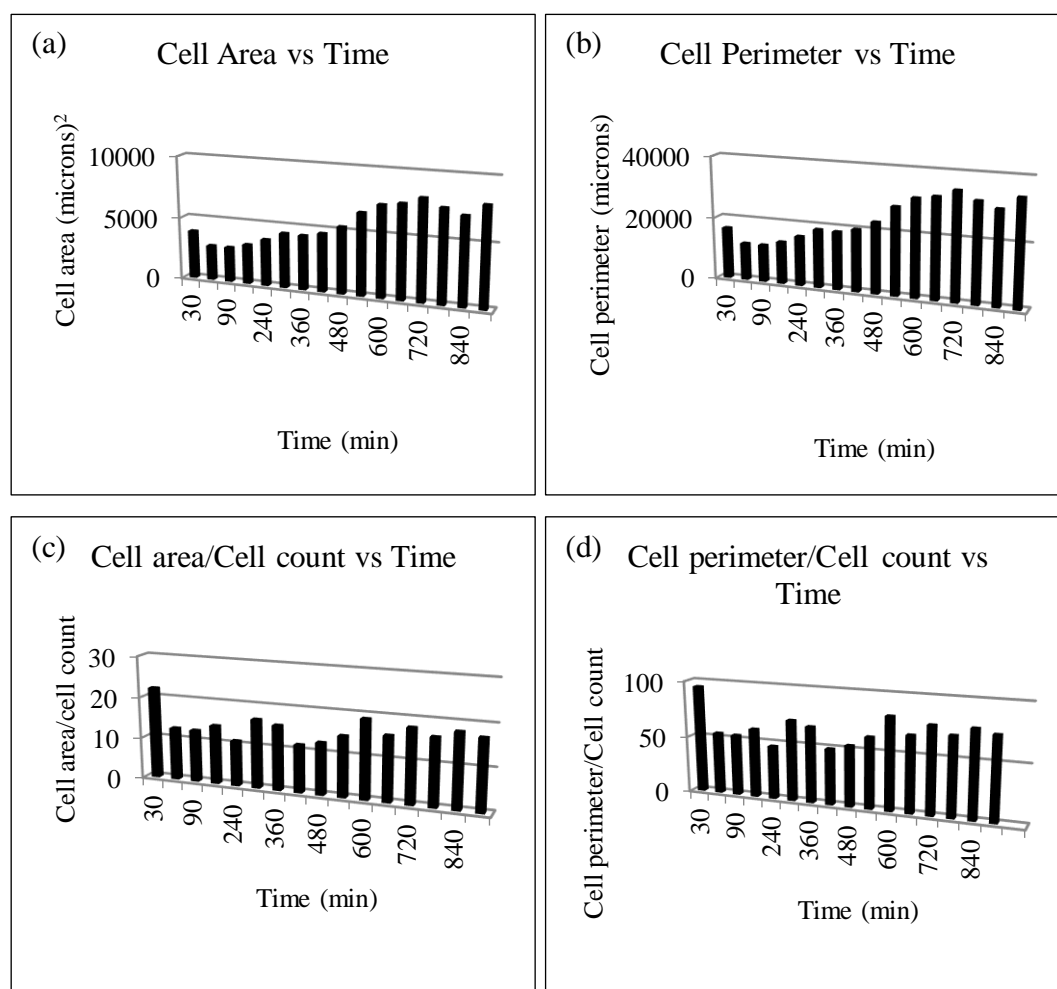 (a)
Cell Area vs Time
Cell area (microns)²
10000
5000
0
30
90
240
360
480
600
720
840
Time (min)
(b)
Cell Perimeter vs Time
Cell perimeter (microns)
40000
20000
0
30
90
240
360
480
600
720
840
Time (min)
(c)
Cell area/Cell count vs Time
Cell area/cell count
30
20
10
0
30
90
240
360
480
600
720
840
Time (min)
(d)
Cell perimeter/Cell count vs
Time
Cell perimeter/Cell count
100
50
0
30
90
240
360
480
600
720
840
Time (min)